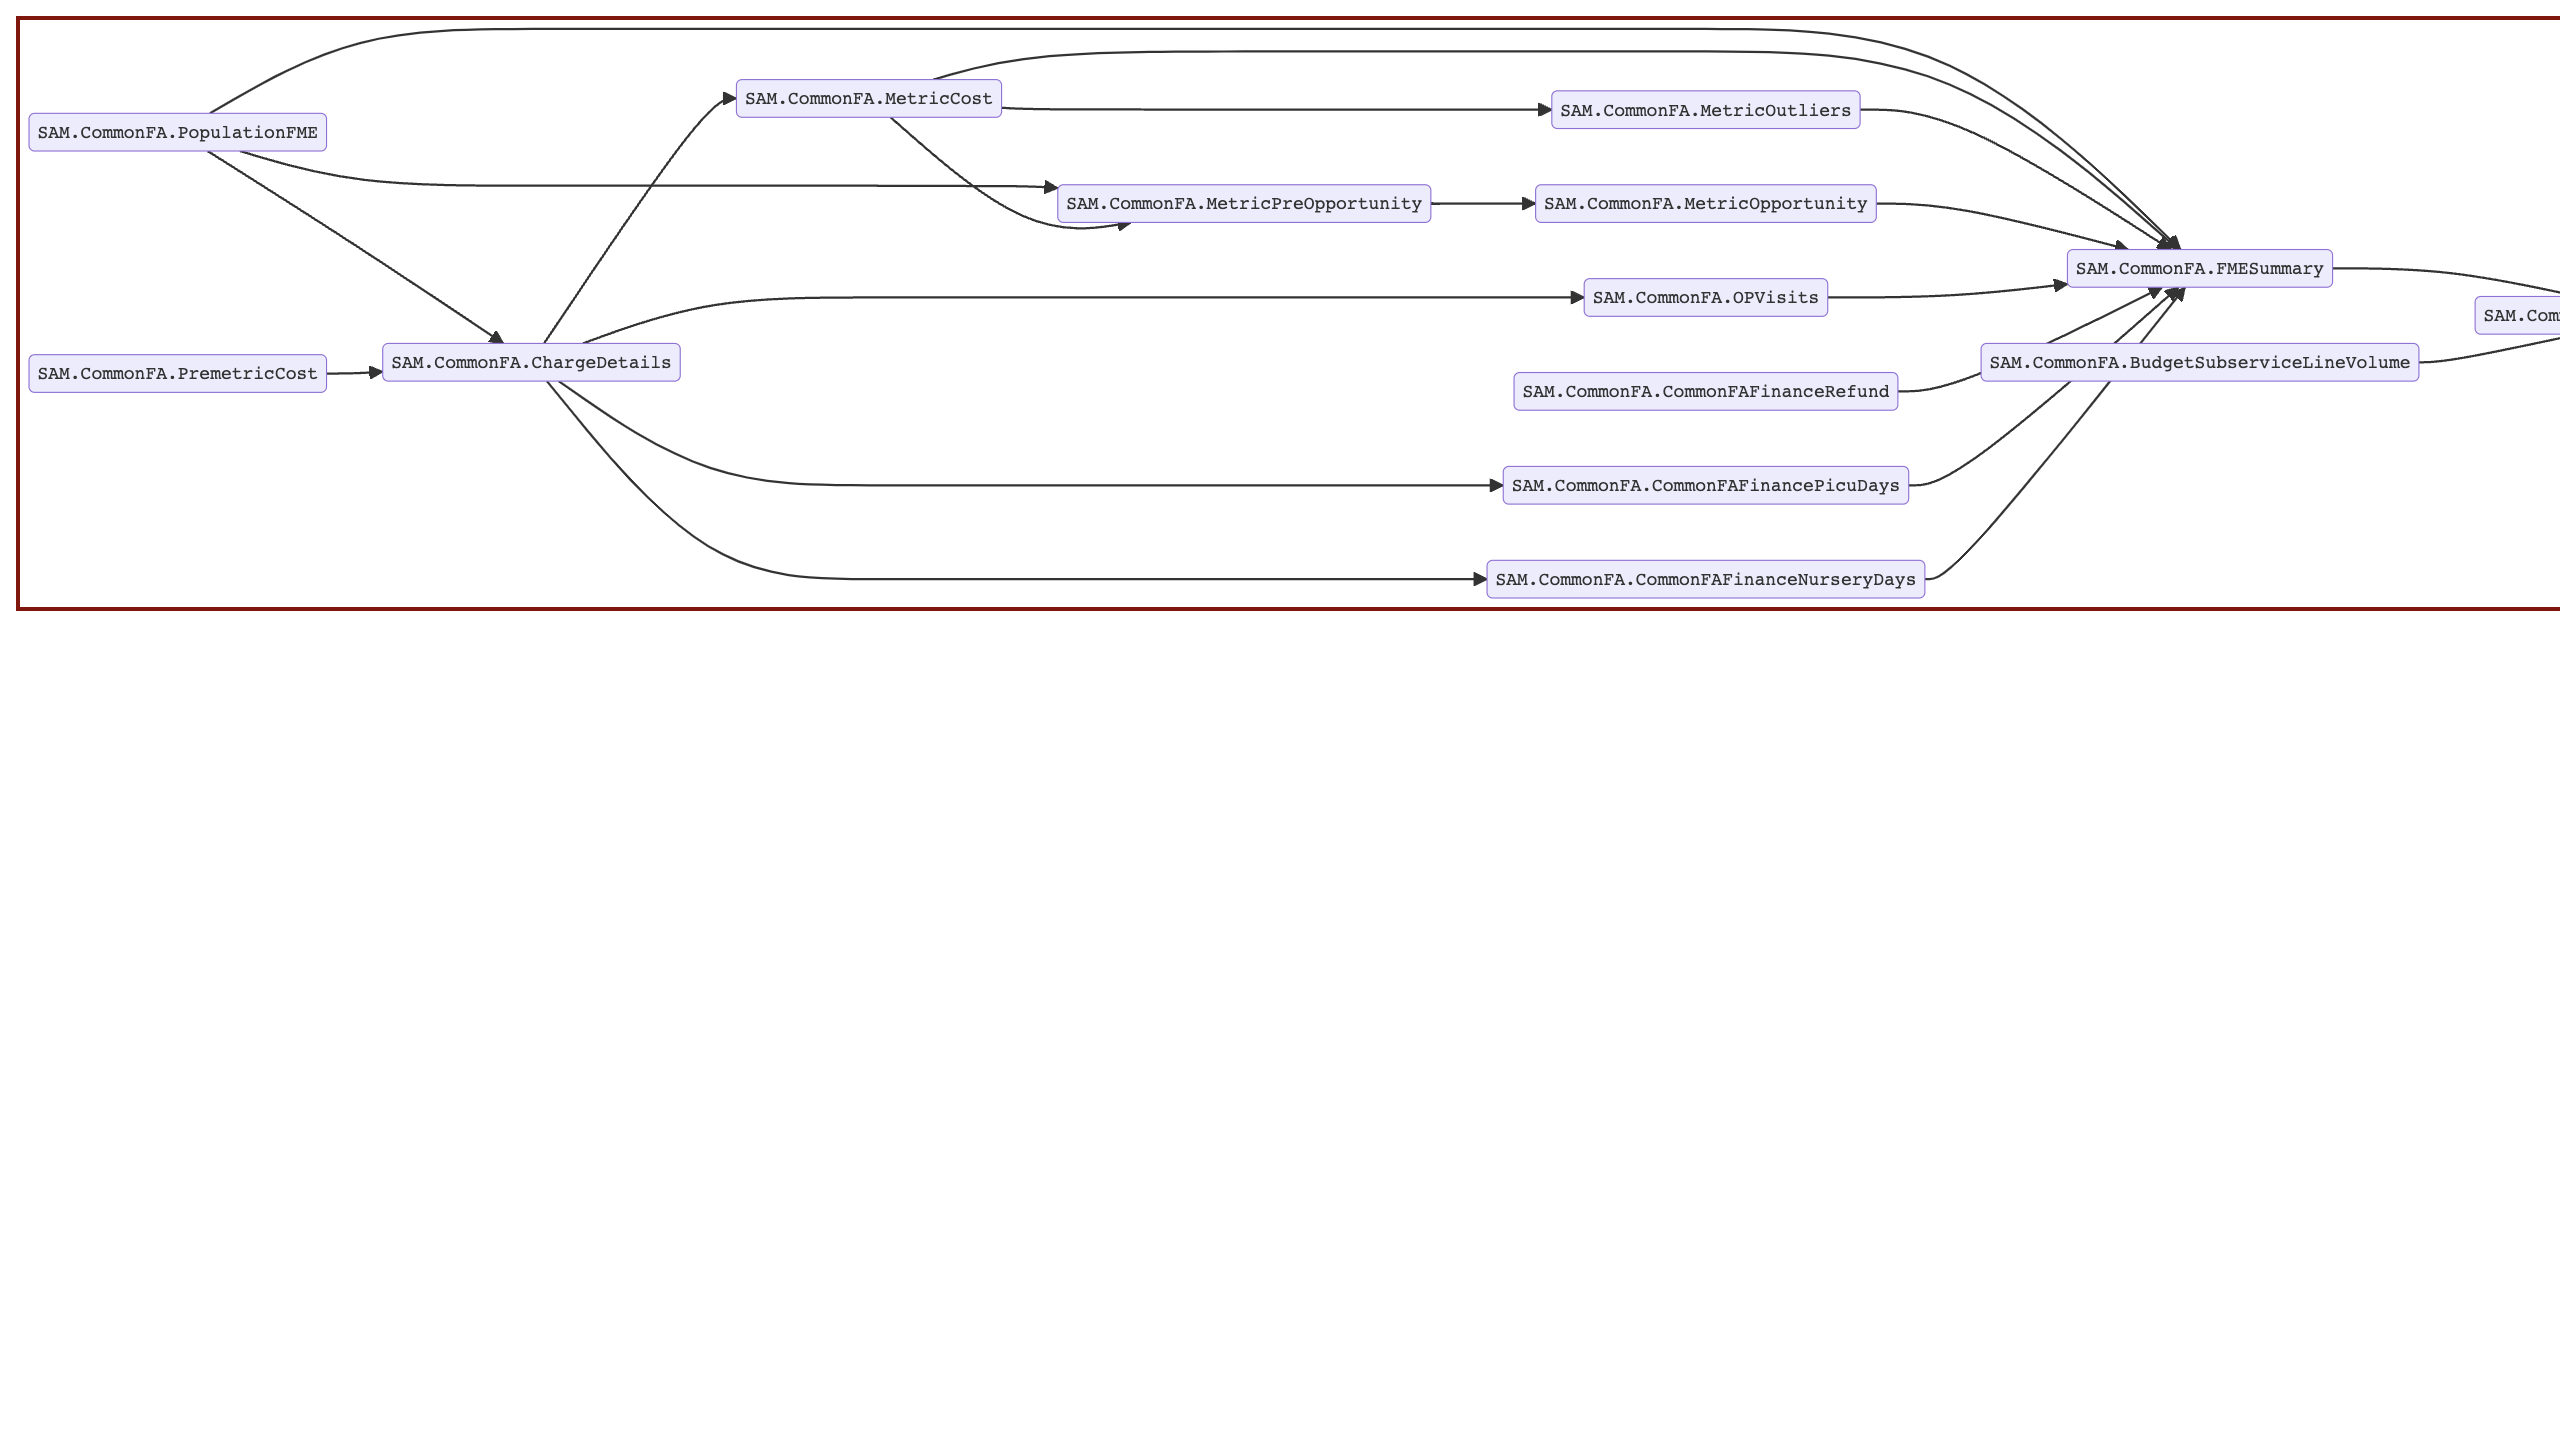 SAM.CommonFA.PopulationFME
SAM.CommonFA.PremetricCost
SAM.CommonFA.ChargeDetails
SAM.CommonFA.MetricCost
SAM.CommonFA.MetricPreOpportunity
SAM.CommonFA.MetricOutliers
SAM.CommonFA.MetricOpportunity
SAM.CommonFA.OPVisits
SAM.CommonFA.CommonFAFinanceRefund
SAM.CommonFA.CommonFAFinancePicuDays
SAM.CommonFA.CommonFAFinanceNurseryDays
SAM.CommonFA.FMESummary
SAM.CommonFA.BudgetSubserviceLineVolume